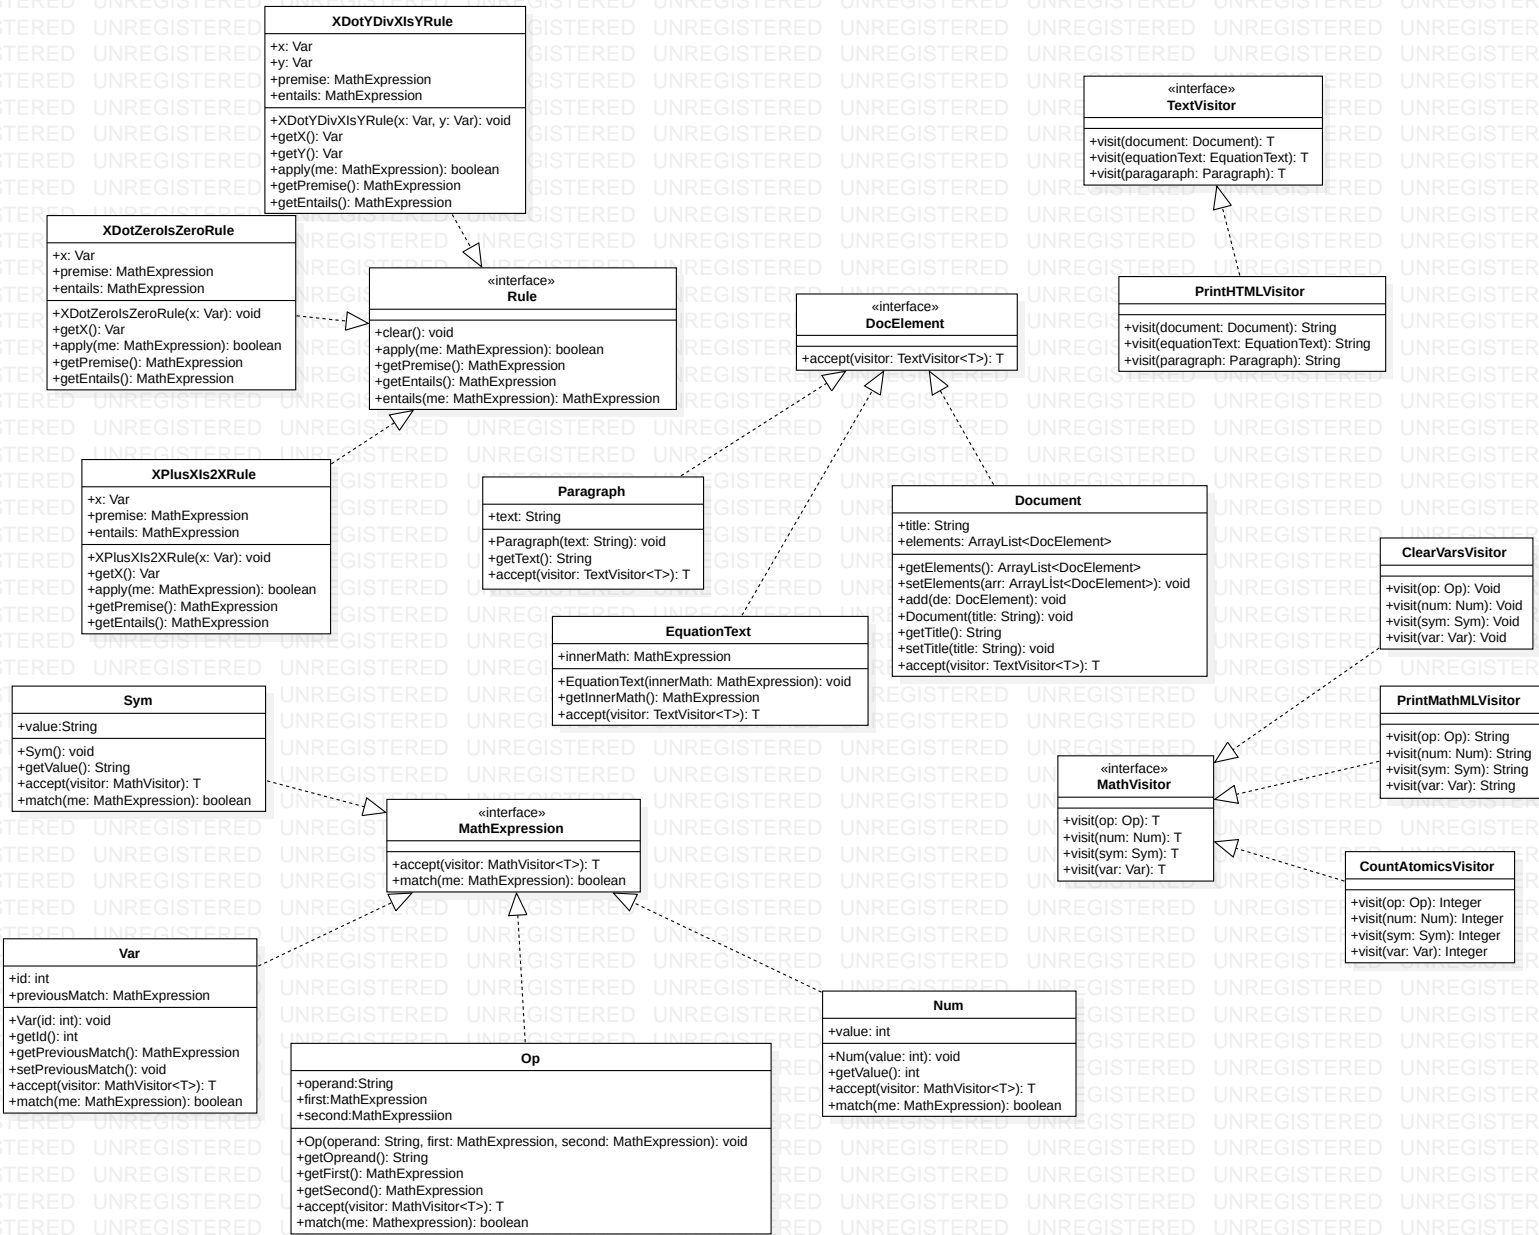 XDotYDivXIsYRule
+x: Var
+y: Var
+premise: MathExpression
+entails: MathExpression
+XDotYDivXIsYRule(x: Var, y: Var): void
+getX(): Var
+getY(): Var
+apply(me: MathExpression): boolean
+getPremise(): MathExpression
+getEntails(): MathExpression
«interface»
TextVisitor
+visit(document: Document): T
+visit(equationText: EquationText): T
+visit(paragaraph: Paragraph): T
XDotZeroIsZeroRule
+x: Var
+premise: MathExpression
+entails: MathExpression
+XDotZeroIsZeroRule(x: Var): void
+getX(): Var
+apply(me: MathExpression): boolean
+getPremise(): MathExpression
+getEntails(): MathExpression
«interface»
Rule
+clear(): void
+apply(me: MathExpression): boolean
+getPremise(): MathExpression
+getEntails(): MathExpression
+entails(me: MathExpression): MathExpression
«interface»
DocElement
+accept(visitor: TextVisitor<T>): T
PrintHTMLVisitor
+visit(document: Document): String
+visit(equationText: EquationText): String
+visit(paragraph: Paragraph): String
XPlusXIs2XRule
+x: Var
+premise: MathExpression
+entails: MathExpression
+XPlusXIs2XRule(x: Var): void
+getX(): Var
+apply(me: MathExpression): boolean
+getPremise(): MathExpression
+getEntails(): MathExpression
Paragraph
+text: String
+Paragraph(text: String): void
+getText(): String
+accept(visitor: TextVisitor<T>): T
Document
+title: String
+elements: ArrayList<DocElement>
+getElements(): ArrayList<DocElement>
+setElements(arr: ArrayList<DocElement>): void
+add(de: DocElement): void
+Document(title: String): void
+getTitle(): String
+setTitle(title: String): void
+accept(visitor: TextVisitor<T>): T
ClearVarsVisitor
+visit(op: Op): Void
+visit(num: Num): Void
+visit(sym: Sym): Void
+visit(var: Var): Void
EquationText
+innerMath: MathExpression
+EquationText(innerMath: MathExpression): void
+getInnerMath(): MathExpression
+accept(visitor: TextVisitor<T>): T
Sym
+value:String
+Sym(): void
+getValue(): String
+accept(visitor: MathVisitor): T
+match(me: MathExpression): boolean
PrintMathMLVisitor
+visit(op: Op): String
+visit(num: Num): String
+visit(sym: Sym): String
+visit(var: Var): String
«interface»
MathVisitor
+visit(op: Op): T
+visit(num: Num): T
+visit(sym: Sym): T
+visit(var: Var): T
«interface»
MathExpression
+accept(visitor: MathVisitor<T>): T
+match(me: MathExpression): boolean
CountAtomicsVisitor
+visit(op: Op): Integer
+visit(num: Num): Integer
+visit(sym: Sym): Integer
+visit(var: Var): Integer
Var
+id: int
+previousMatch: MathExpression
+Var(id: int): void
+getId(): int
+getPreviousMatch(): MathExpression
+setPreviousMatch(): void
+accept(visitor: MathVisitor<T>): T
+match(me: MathExpression): boolean
Num
+value: int
+Num(value: int): void
+getValue(): int
+accept(visitor: MathVisitor<T>): T
+match(me: MathExpression): boolean
Op
+operand:String
+first:MathExpression
+second:MathExpressiion
+Op(operand: String, first: MathExpression, second: MathExpression): void
+getOpreand(): String
+getFirst(): MathExpression
+getSecond(): MathExpression
+accept(visitor: MathVisitor<T>): T
+match(me: Mathexpression): boolean